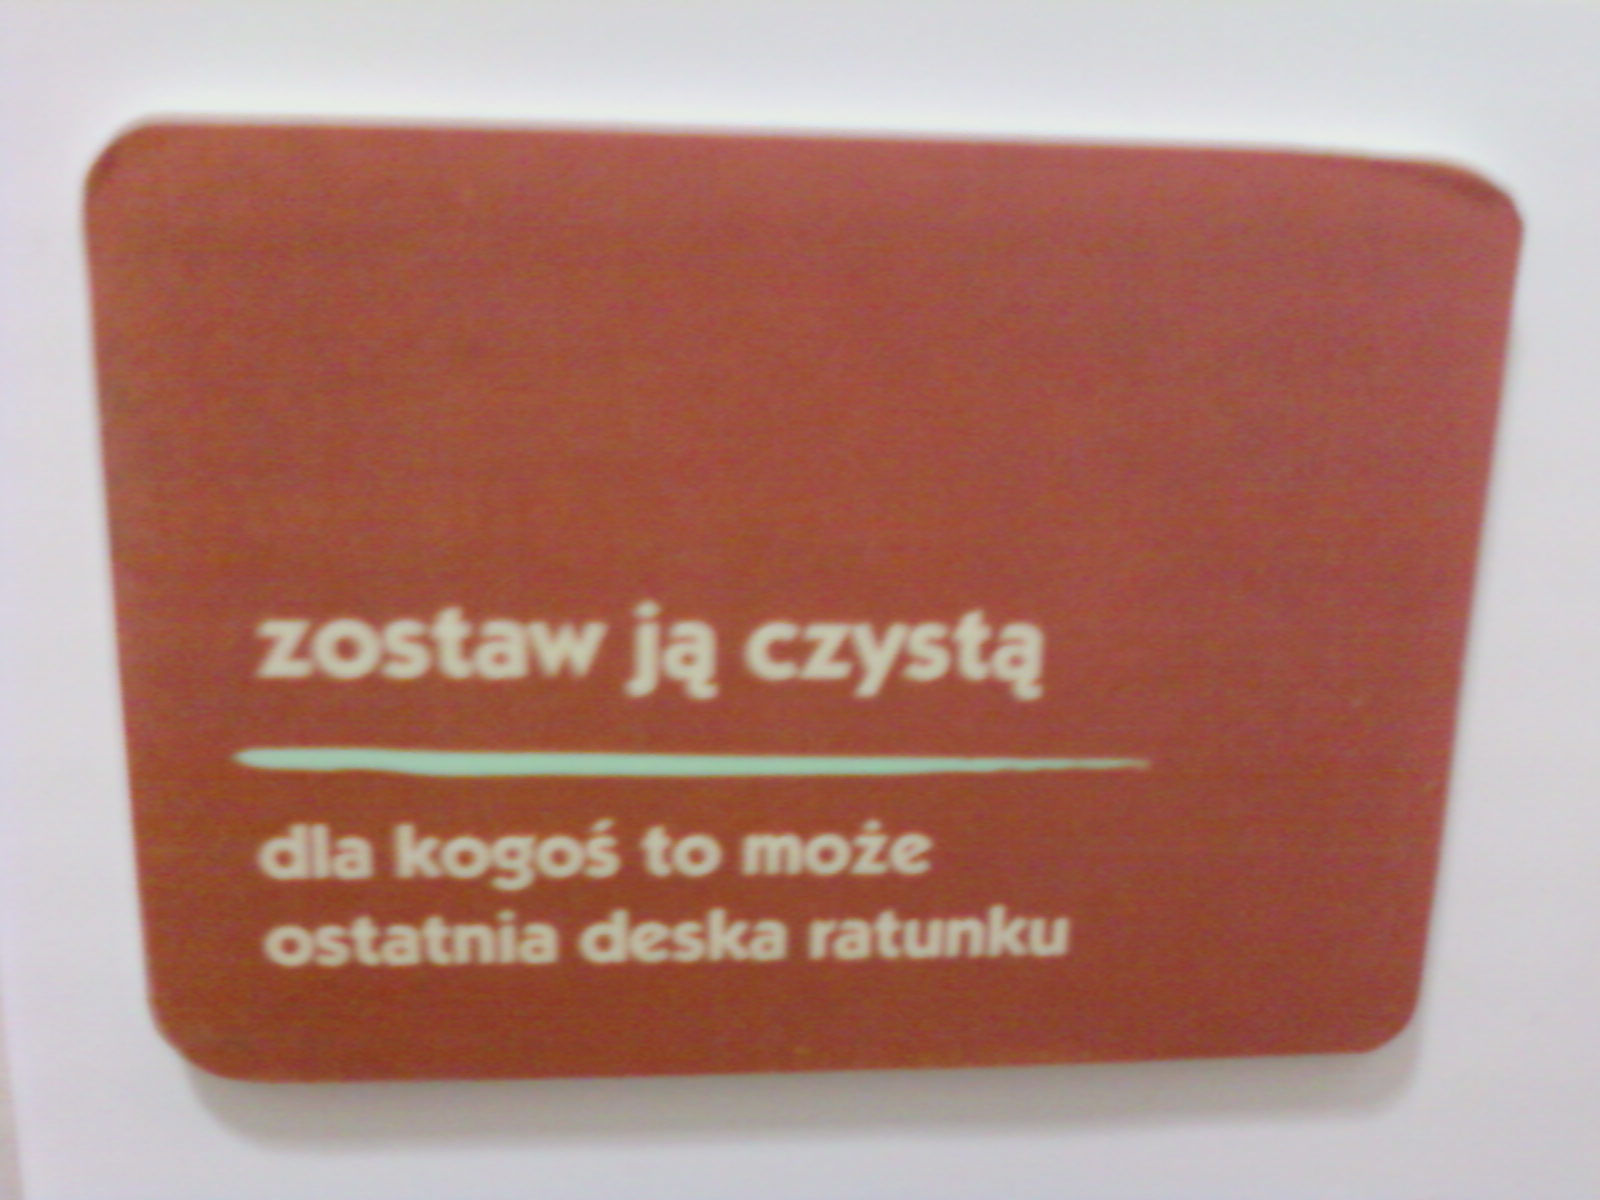 zostaw ją czystą
dla kogoś to może
ostatnia deska ratunku